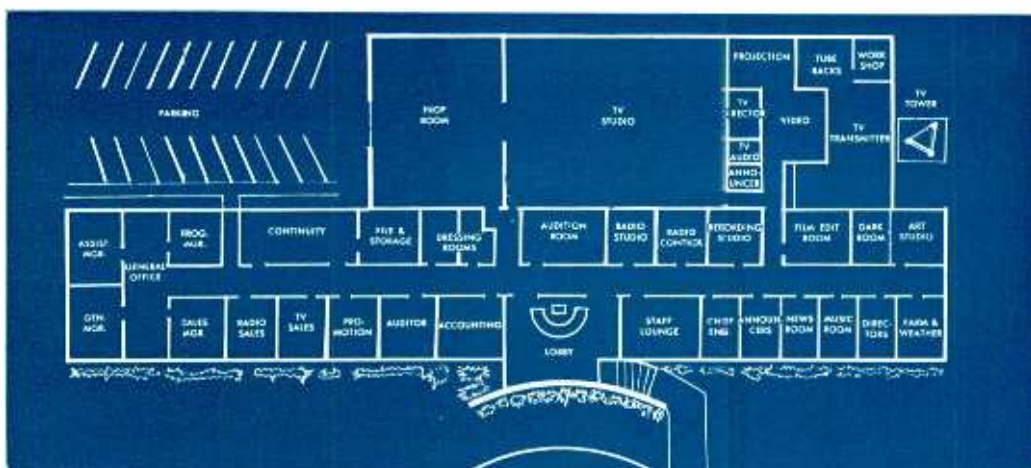 PROJECTION
TUBE
RACKS
WORK
SHOP
PARKING
PROP
ROOM
TV
STUDIO
TV
DIRECTOR
VIDEO
TV
TRANSMITTER
TV
TOWER
TV
AUDIO
ANNO-
UNCER
ASSIST.
MGR.
PROG.
MGR.
CONTINUITY
FILE &
STORAGE
DRESSING
ROOMS
AUDITION
ROOM
RADIO
STUDIO
RADIO
CONTROL
RECORDING
STUDIO
FILM EDIT
ROOM
DARK
ROOM
ART
STUDIO
GENERAL
OFFICE
GEN.
MGR.
SALES
MGR.
RADIO
SALES
TV
SALES
PRO-
MOTION
AUDITOR
ACCOUNTING
LOBBY
STAFF
LOUNGE
CHIEF
ENG.
ANNOUN-
CERS
NEWS
ROOM
MUSIC
ROOM
DIREC-
TORS
FARM &
WEATHER